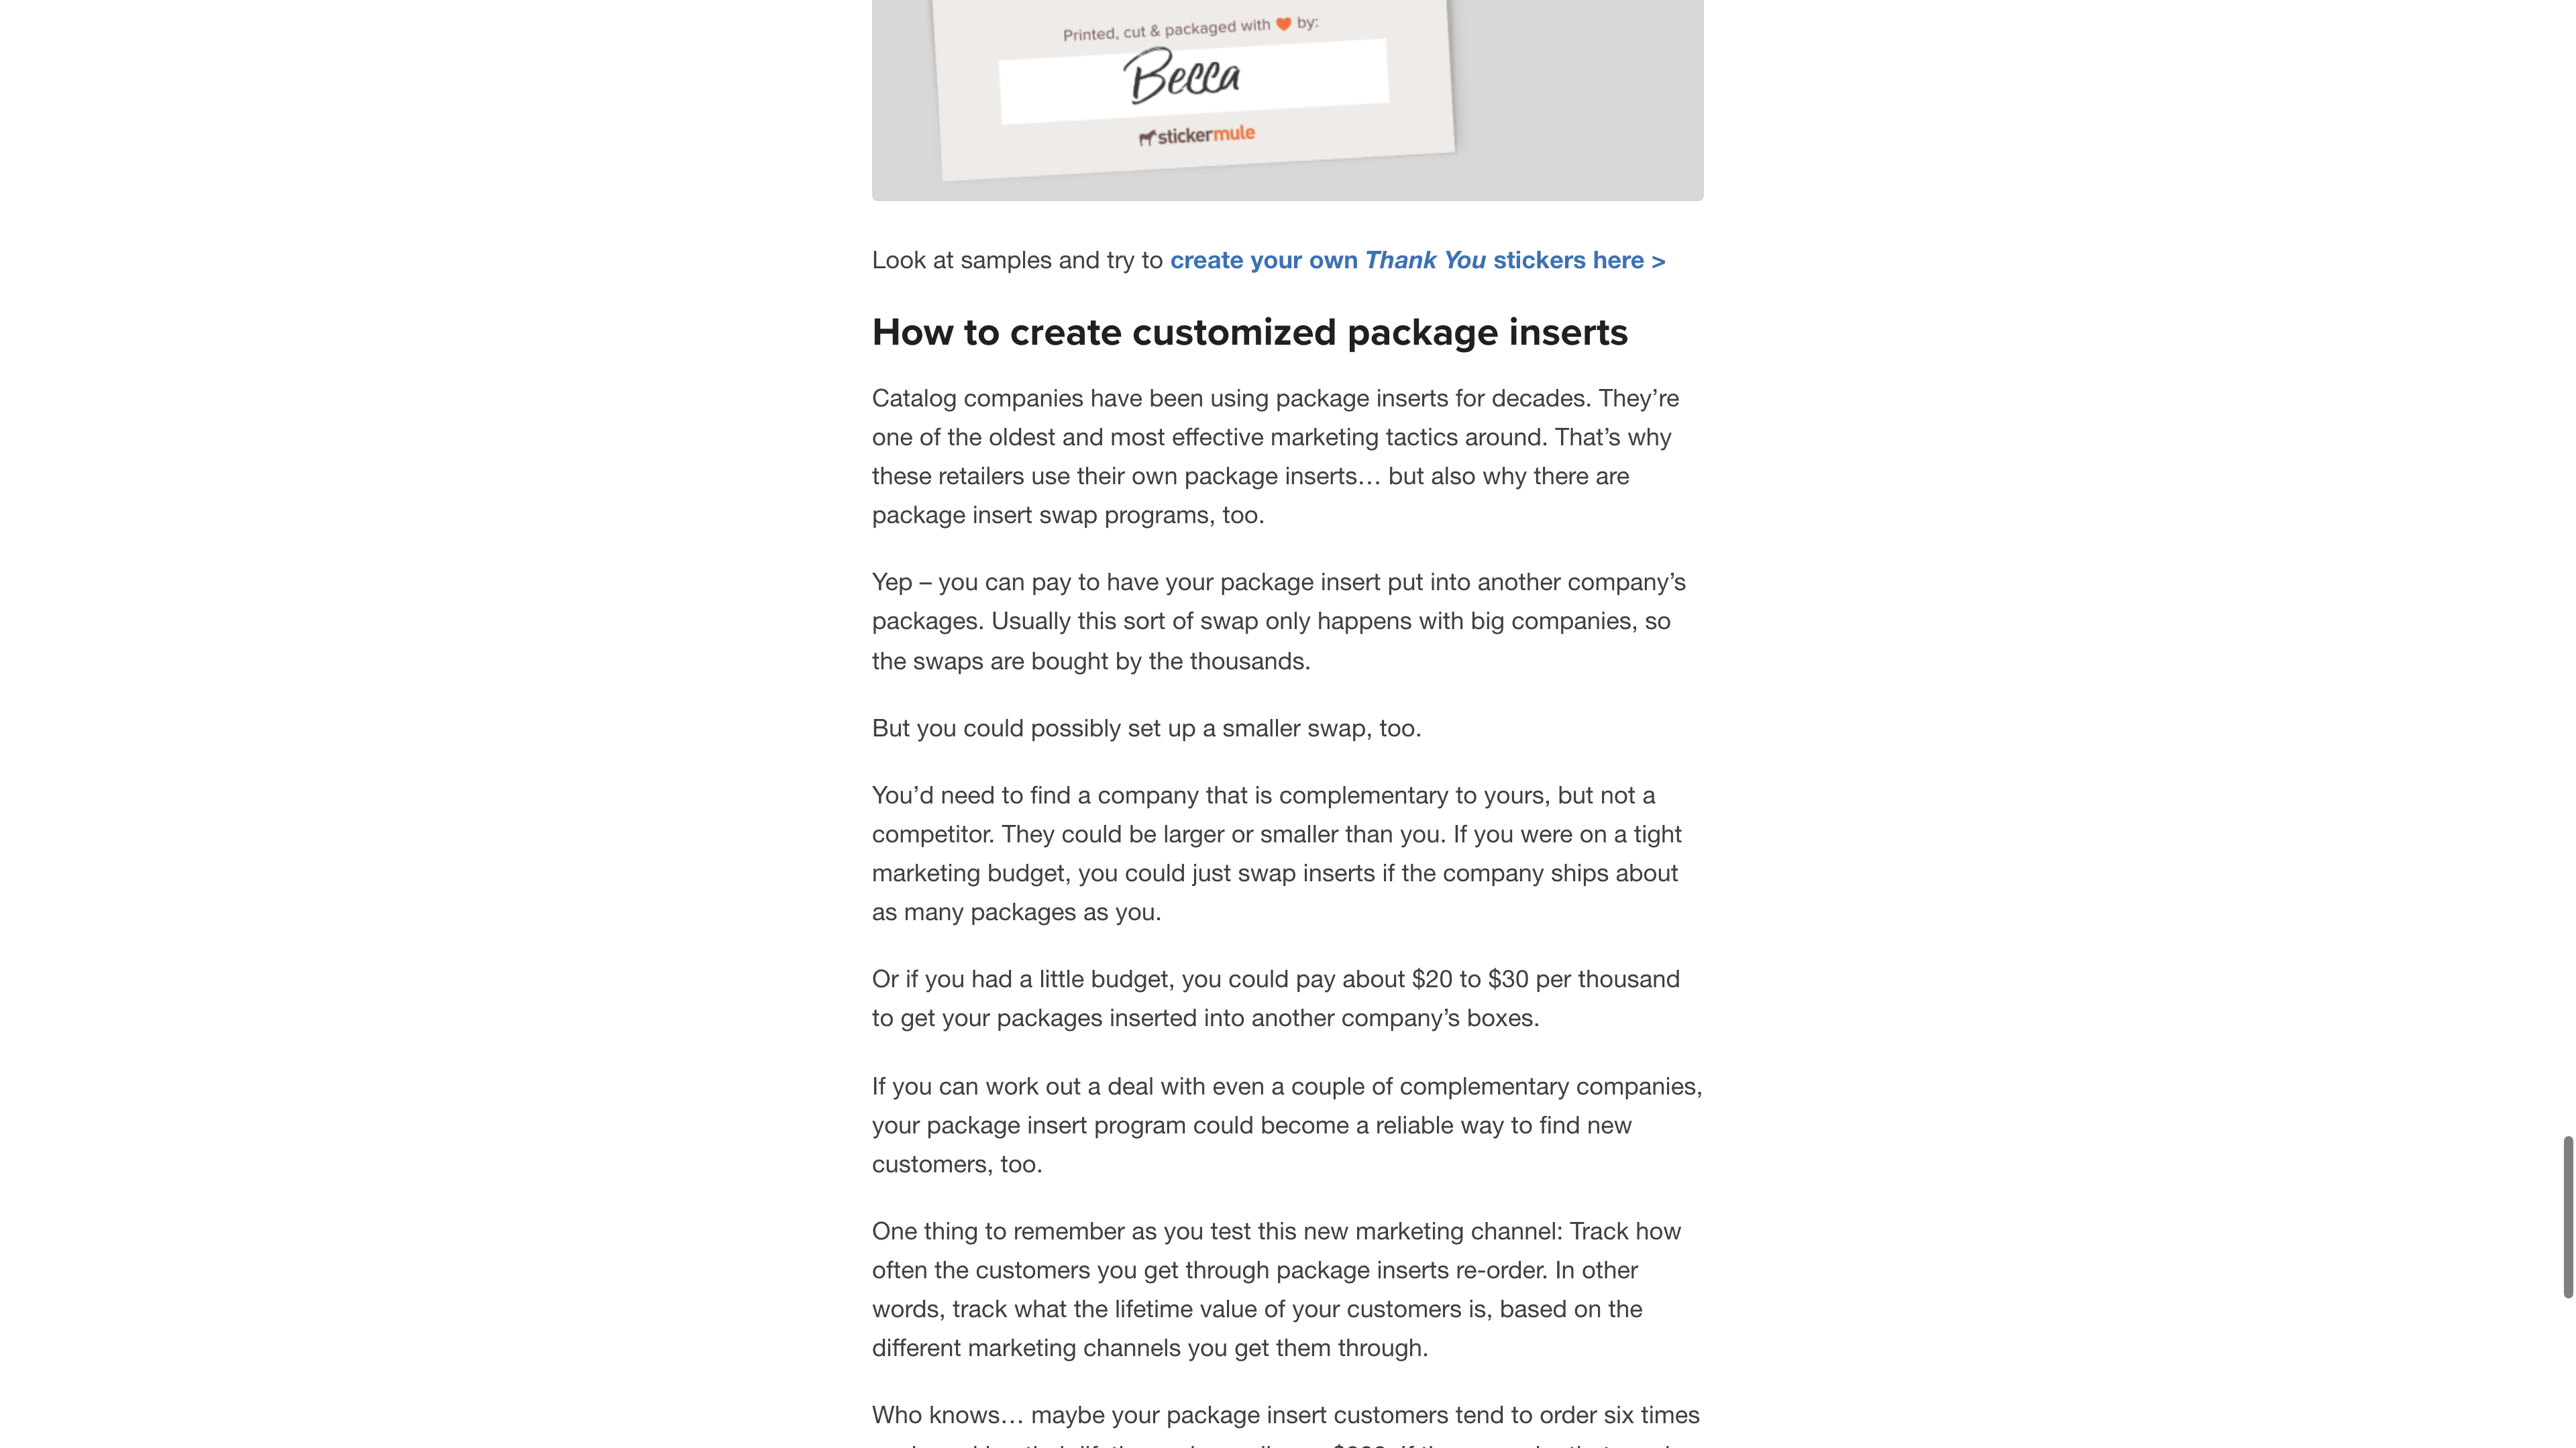 Printed, cut & packaged with 🧡 by:
Becca
stickermule
Look at samples and try to create your own Thank You stickers here >
How to create customized package inserts
Catalog companies have been using package inserts for decades. They’re
one of the oldest and most effective marketing tactics around. That’s why
these retailers use their own package inserts… but also why there are
package insert swap programs, too.
Yep – you can pay to have your package insert put into another company’s
packages. Usually this sort of swap only happens with big companies, so
the swaps are bought by the thousands.
But you could possibly set up a smaller swap, too.
You’d need to find a company that is complementary to yours, but not a
competitor. They could be larger or smaller than you. If you were on a tight
marketing budget, you could just swap inserts if the company ships about
as many packages as you.
Or if you had a little budget, you could pay about $20 to $30 per thousand
to get your packages inserted into another company’s boxes.
If you can work out a deal with even a couple of complementary companies,
your package insert program could become a reliable way to find new
customers, too.
One thing to remember as you test this new marketing channel: Track how
often the customers you get through package inserts re-order. In other
words, track what the lifetime value of your customers is, based on the
different marketing channels you get them through.
Who knows… maybe your package insert customers tend to order six times